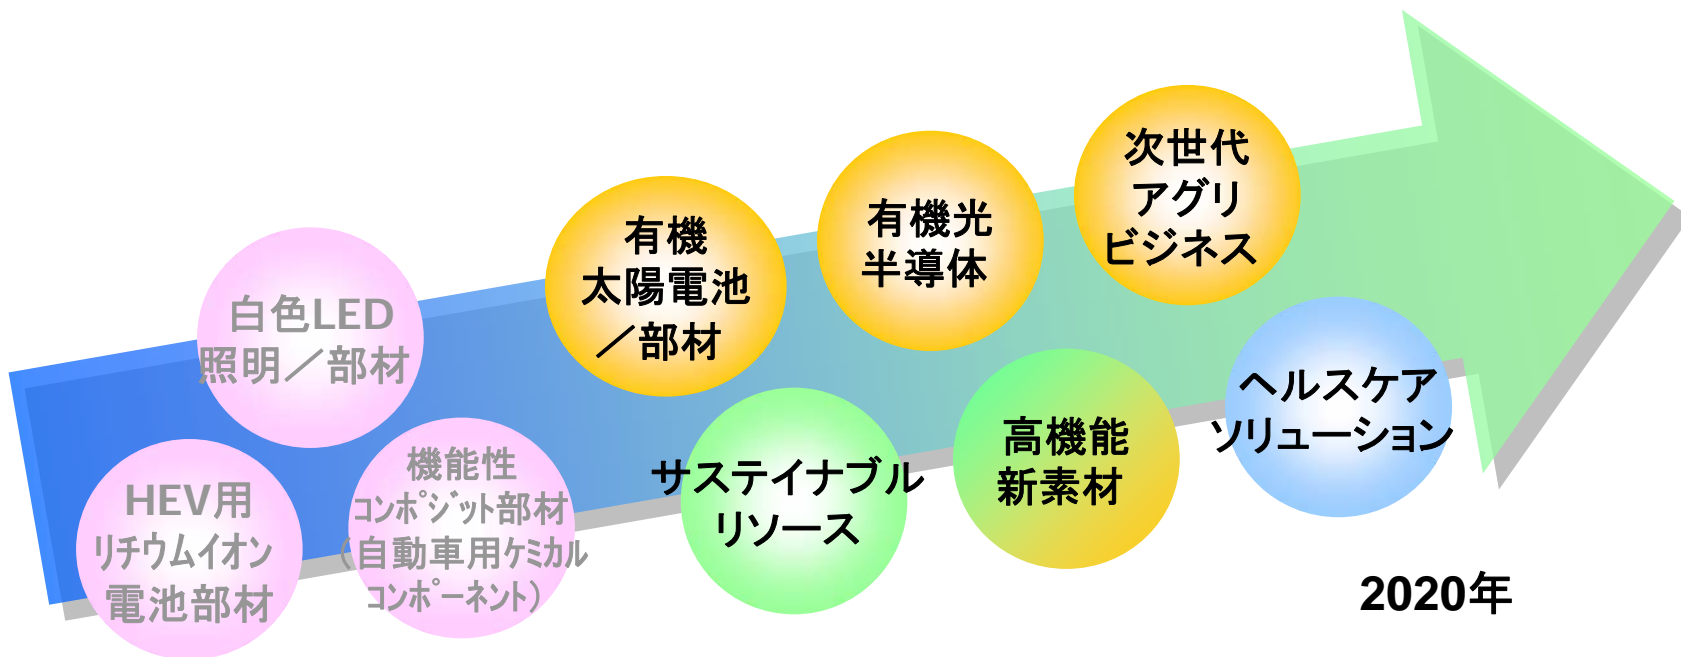 白色LED
照明／部材
HEV用
リチウムイオン
電池部材
機能性
ｺﾝﾎﾟｼﾞｯﾄ部材
（自動車用ｹﾐｶﾙ
ｺﾝﾎﾟｰﾈﾝﾄ）
有機
太陽電池
／部材
サステイナブル
リソース
有機光
半導体
高機能
新素材
次世代
アグリ
ビジネス
ヘルスケア
ソリューション
2020年